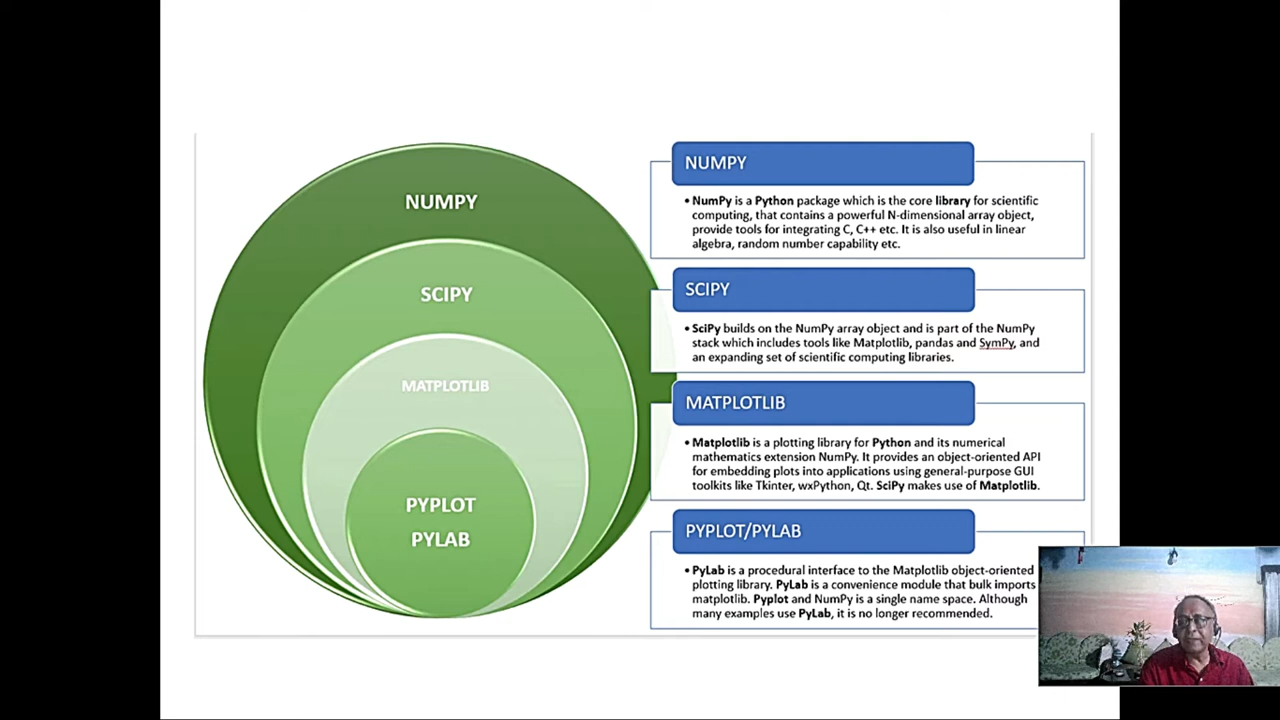 NUMPY
SCIPY
MATPLOTLIB
PYPLOT
PYLAB
NUMPY
• NumPy is a Python package which is the core library for scientific
computing, that contains a powerful N-dimensional array object,
provide tools for integrating C, C++ etc. It is also useful in linear
algebra, random number capability etc.
SCIPY
• SciPy builds on the NumPy array object and is part of the NumPy
stack which includes tools like Matplotlib, pandas and SymPy, and
an expanding set of scientific computing libraries.
MATPLOTLIB
• Matplotlib is a plotting library for Python and its numerical
mathematics extension NumPy. It provides an object-oriented API
for embedding plots into applications using general-purpose GUI
toolkits like Tkinter, wxPython, Qt. SciPy makes use of Matplotlib.
PYPLOT/PYLAB
• PyLab is a procedural interface to the Matplotlib object-oriented
plotting library. PyLab is a convenience module that bulk imports
matplotlib. Pyplot and NumPy is a single name space. Although
many examples use PyLab, it is no longer recommended.